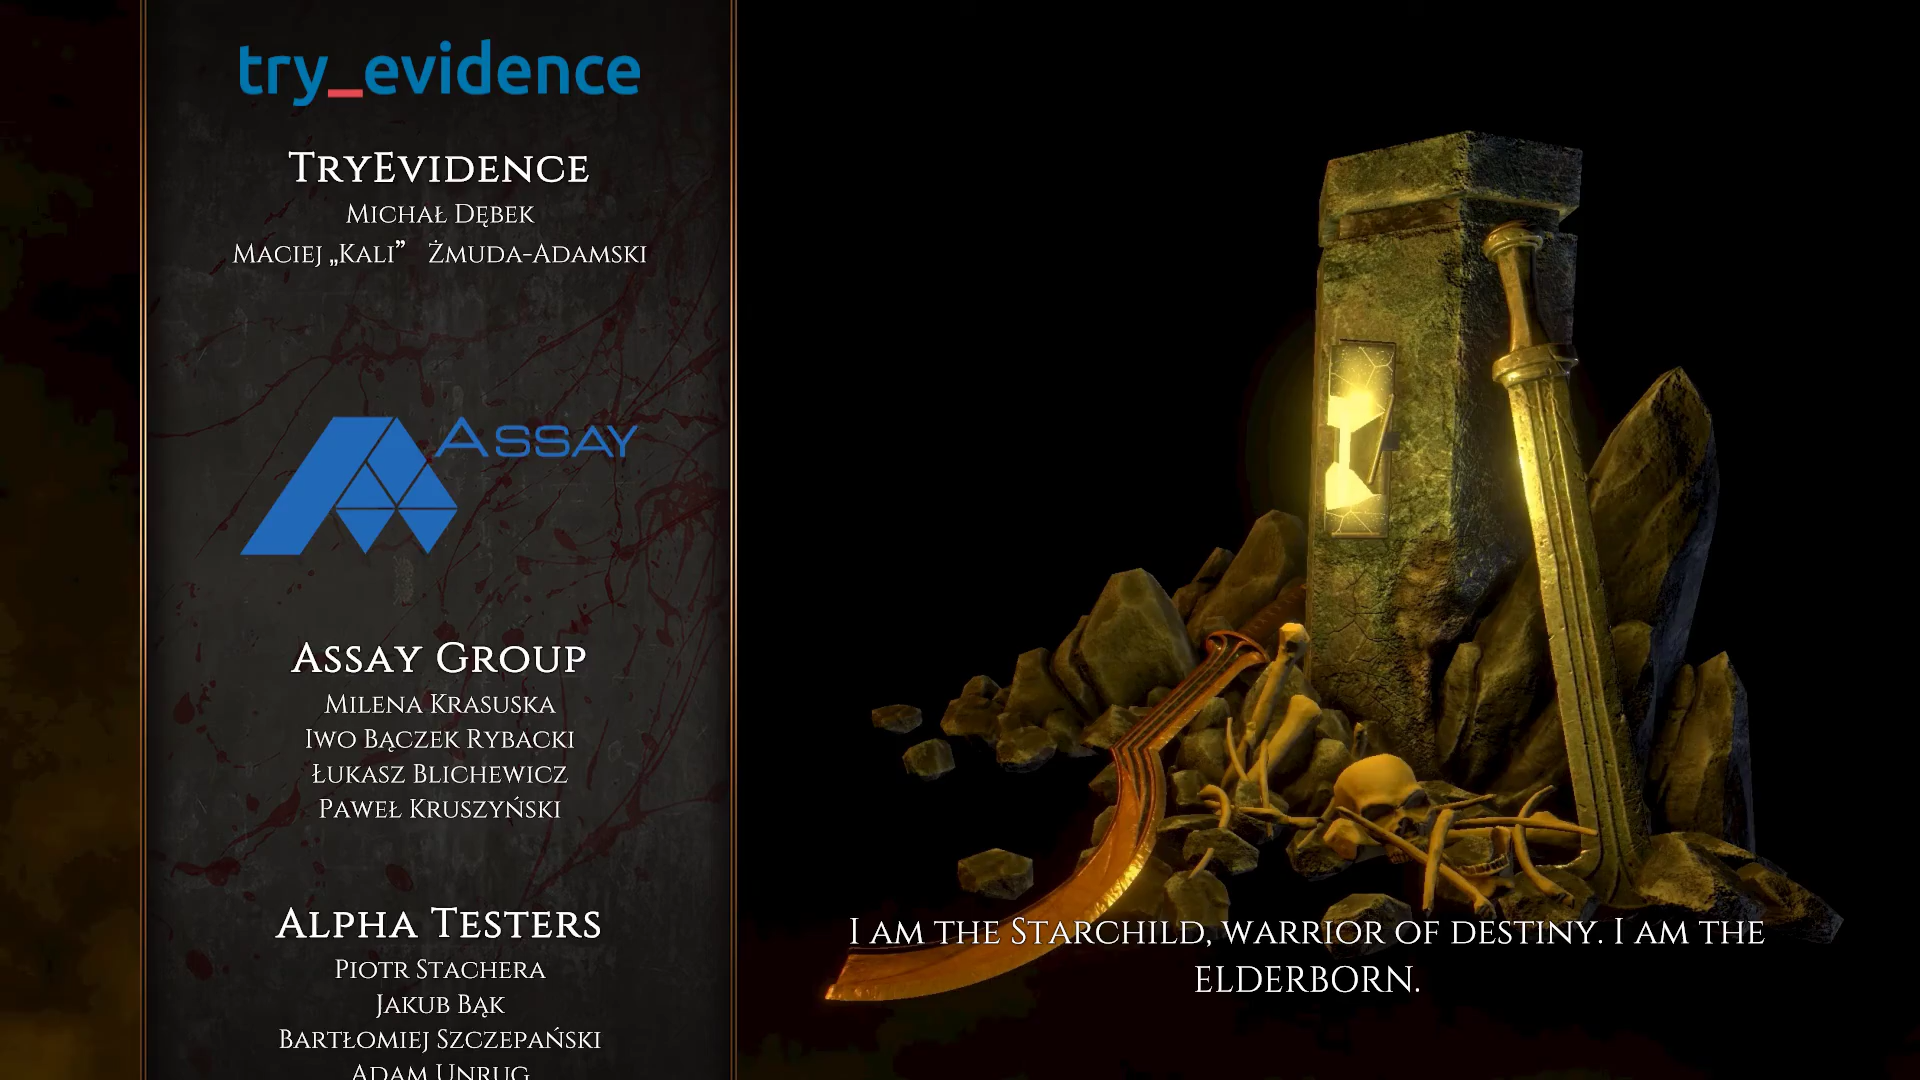 try_evidence
TryEvidence
Michał Dębek
Maciej „Kali” Żmuda-Adamski
Assay
Assay Group
Milena Krasuska
Iwo Bączek Rybacki
Łukasz Blichewicz
Paweł Kruszyński
Alpha Testers
Piotr Stachera
Jakub Bąk
Bartłomiej Szczepański
Adam Unrug
I am the Starchild, warrior of destiny. I am the
elderborn.